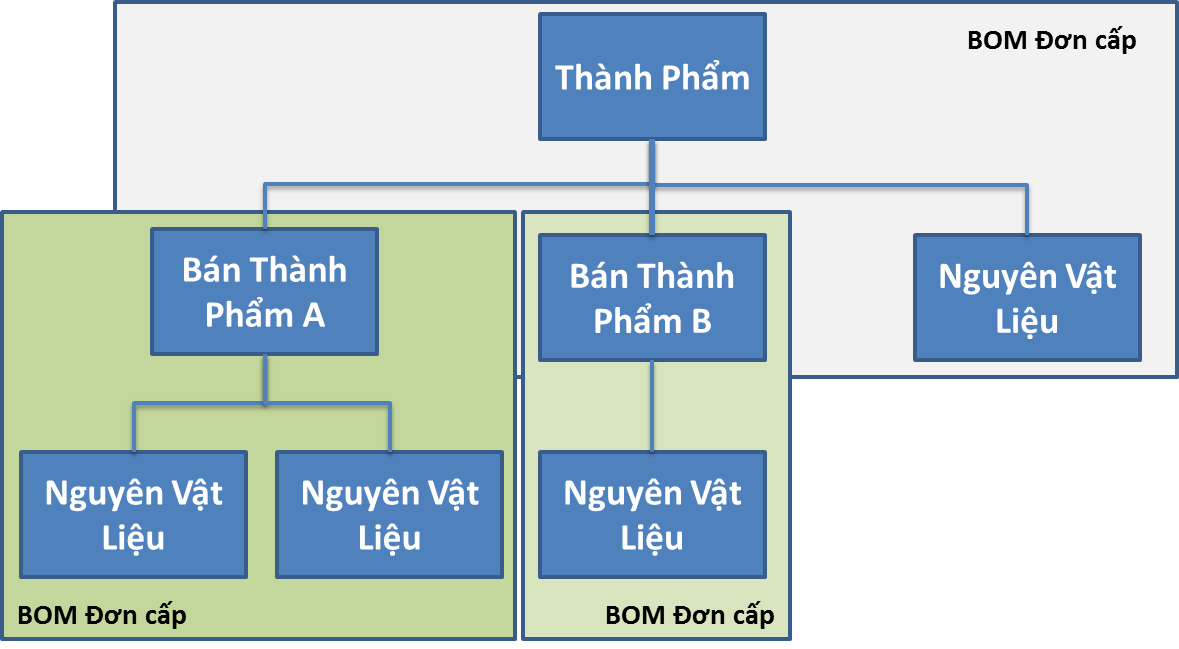 BOM Đơn cấp
Thành Phẩm
Bán Thành
Phẩm A
Bán Thành
Phẩm B
Nguyên Vật
Liệu
Nguyên Vật
Liệu
Nguyên Vật
Liệu
Nguyên Vật
Liệu
BOM Đơn cấp
BOM Đơn cấp